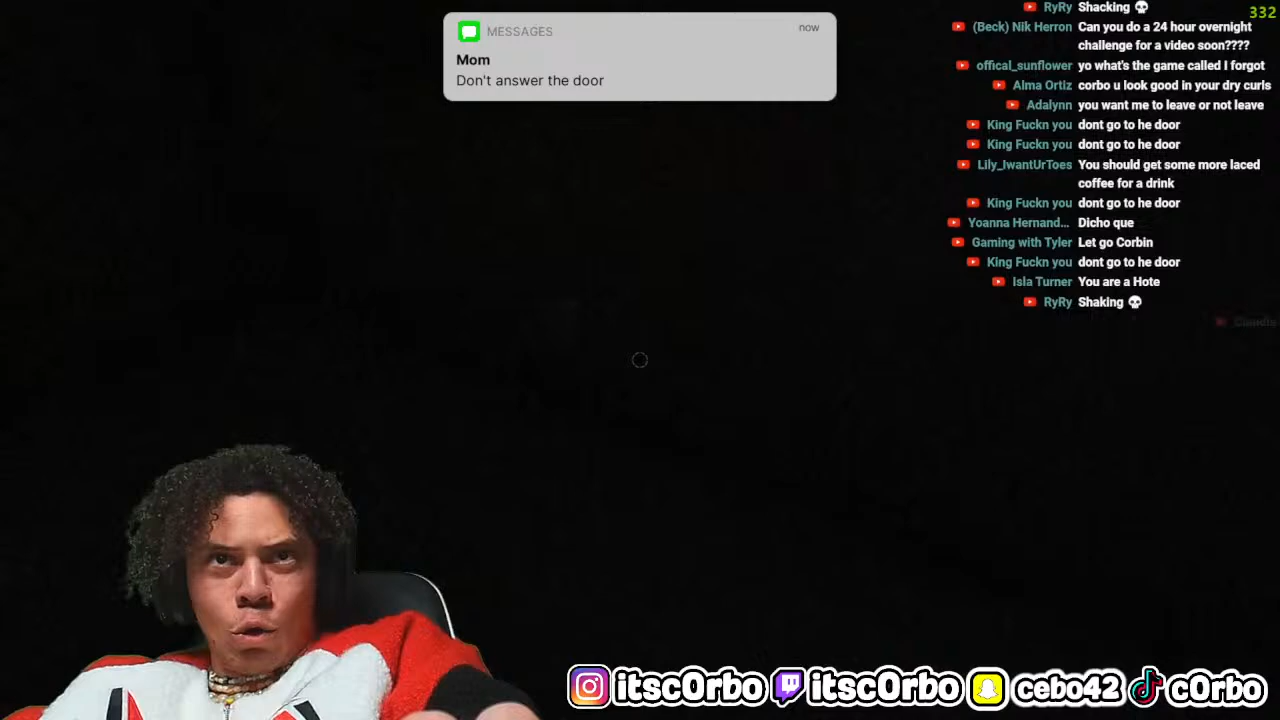 MESSAGES
now
Mom
Don't answer the door
332
RyRy Shacking 💀
(Beck) Nik Herron Can you do a 24 hour overnight
challenge for a video soon????
offical_sunflower yo what's the game called I forgot
Alma Ortiz corbo u look good in your dry curls
Adalynn you want me to leave or not leave
King Fuckn you dont go to he door
King Fuckn you dont go to he door
Lily_IwantUrToes You should get some more laced
coffee for a drink
King Fuckn you dont go to he door
Yoanna Hernand... Dicho que
Gaming with Tyler Let go Corbin
King Fuckn you dont go to he door
Isla Turner You are a Hote
RyRy Shaking 💀
itsc0rbo itsc0rbo cebo42 c0rbo